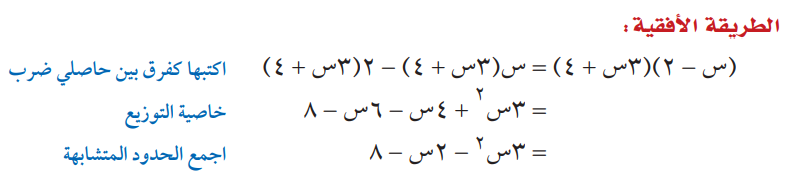 الطريقة الأفقية:
(س – ٢)(٣س + ٤) = س(٣س + ٤) – ٢(٣س + ٤) اكتبها كفرق بين حاصلي ضرب
= ٣س٢ + ٤س – ٦س – ٨ خاصية التوزيع
= ٣س٢ – ٢س – ٨ اجمع الحدود المتشابهة